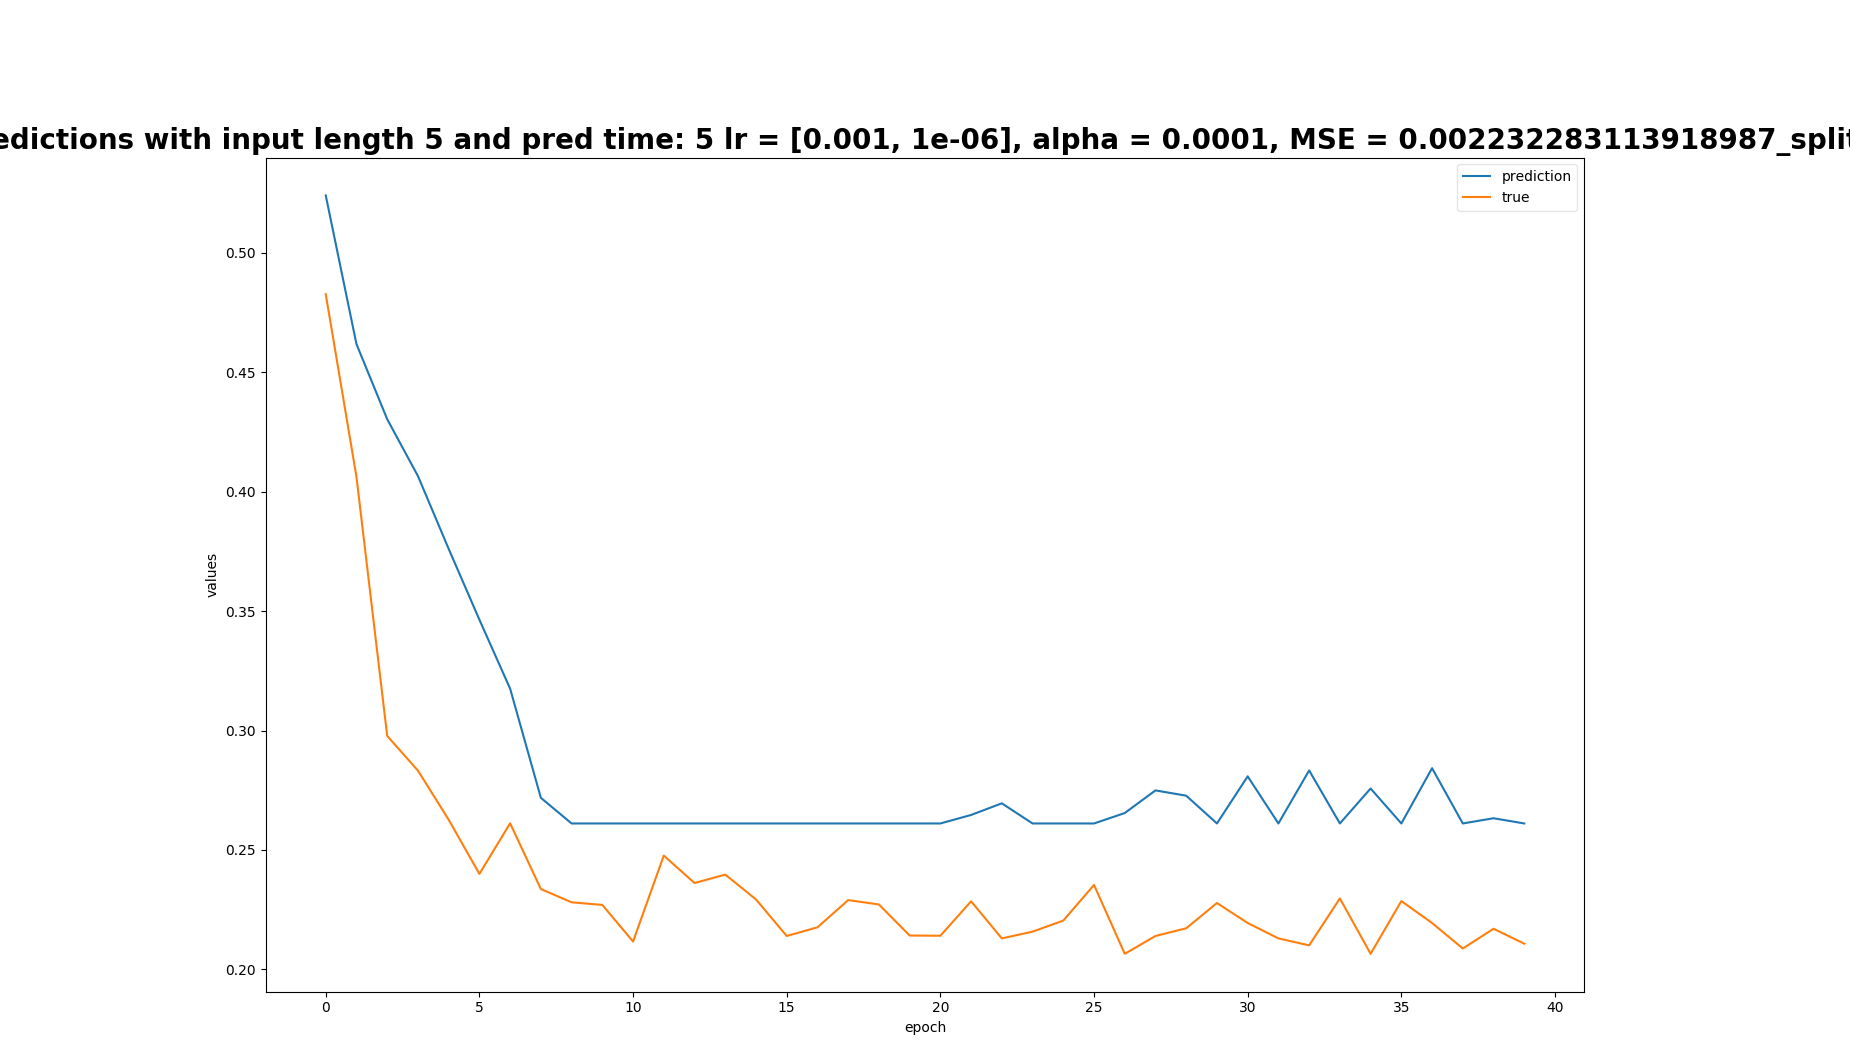 edictions with input length 5 and pred time: 5 lr = [0.001, 1e-06], alpha = 0.0001, MSE = 0.002232283113918987_split
prediction
true
0.50
0.45
0.40
0.35
0.30
0.25
0.20
values
0 5 10 15 20 25 30 35 40
epoch